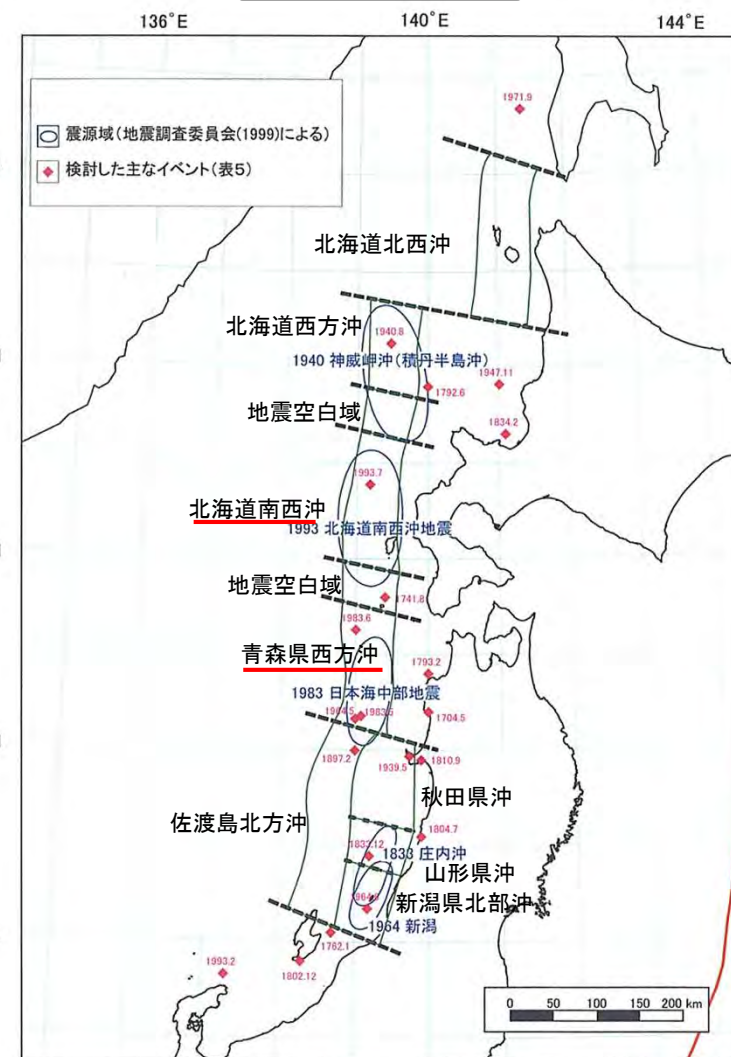 136°E
140°E
144°E
震源域(地震調査委員会(1999)による)
検討した主なイベント(表5)
1971.9
北海道北西沖
北海道西方沖
1940.8
1940 神威岬沖(積丹半島沖)
1947.11
1792.6
地震空白域
1834.2
1993.7
北海道南西沖
1993 北海道南西沖地震
地震空白域
1741.8
1983.6
青森県西方沖
1793.2
1983 日本海中部地震
1964.5
1983.5
1704.5
1897.2
1939.5
1810.9
秋田県沖
佐渡島北方沖
1804.7
1833.12
1833 庄内沖
山形県沖
新潟県北部沖
1964 新潟
1762.1
1802.12
1993.2
0 50 100 150 200 km